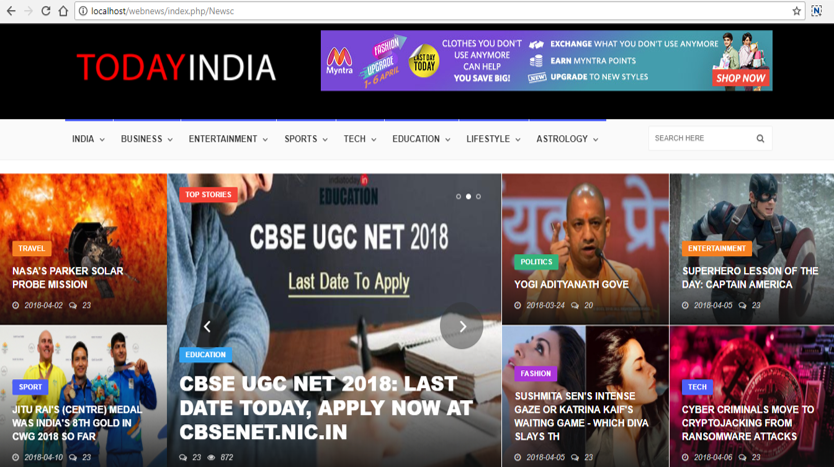 localhost/webnews/index.php/Newsc
TODAYINDIA
Myntra
FASHION
UPGRADE
1-6 APRIL
LAST DAY
TODAY
CLOTHES YOU DON'T
USE ANYMORE
CAN HELP
YOU SAVE BIG!
EXCHANGE WHAT YOU DON'T USE ANYMORE
EARN MYNTRA POINTS
NEW UPGRADE TO NEW STYLES
SHOP NOW
INDIA BUSINESS ENTERTAINMENT SPORTS TECH EDUCATION LIFESTYLE ASTROLOGY
SEARCH HERE
TRAVEL
NASA'S PARKER SOLAR
PROBE MISSION
2018-04-02 23
TOP STORIES
indiatoday in
EDUCATION
CBSE UGC NET 2018
Last Date To Apply
EDUCATION
CBSE UGC NET 2018: LAST
DATE TODAY, APPLY NOW AT
CBSENET.NIC.IN
23 872
POLITICS
YOGI ADITYANATH GOVE
2018-03-24 20
ENTERTAINMENT
SUPERHERO LESSON OF THE
DAY: CAPTAIN AMERICA
2018-04-05 23
SPORT
JITU RAI'S (CENTRE) MEDAL
WAS INDIA'S 8TH GOLD IN
CWG 2018 SO FAR
2018-04-10 23
FASHION
SUSHMITA SEN'S INTENSE
GAZE OR KATRINA KAIF'S
WAITING GAME - WHICH DIVA
SLAYS TH
2018-04-05 23
TECH
CYBER CRIMINALS MOVE TO
CRYPTOJACKING FROM
RANSOMWARE ATTACKS
2018-04-06 23